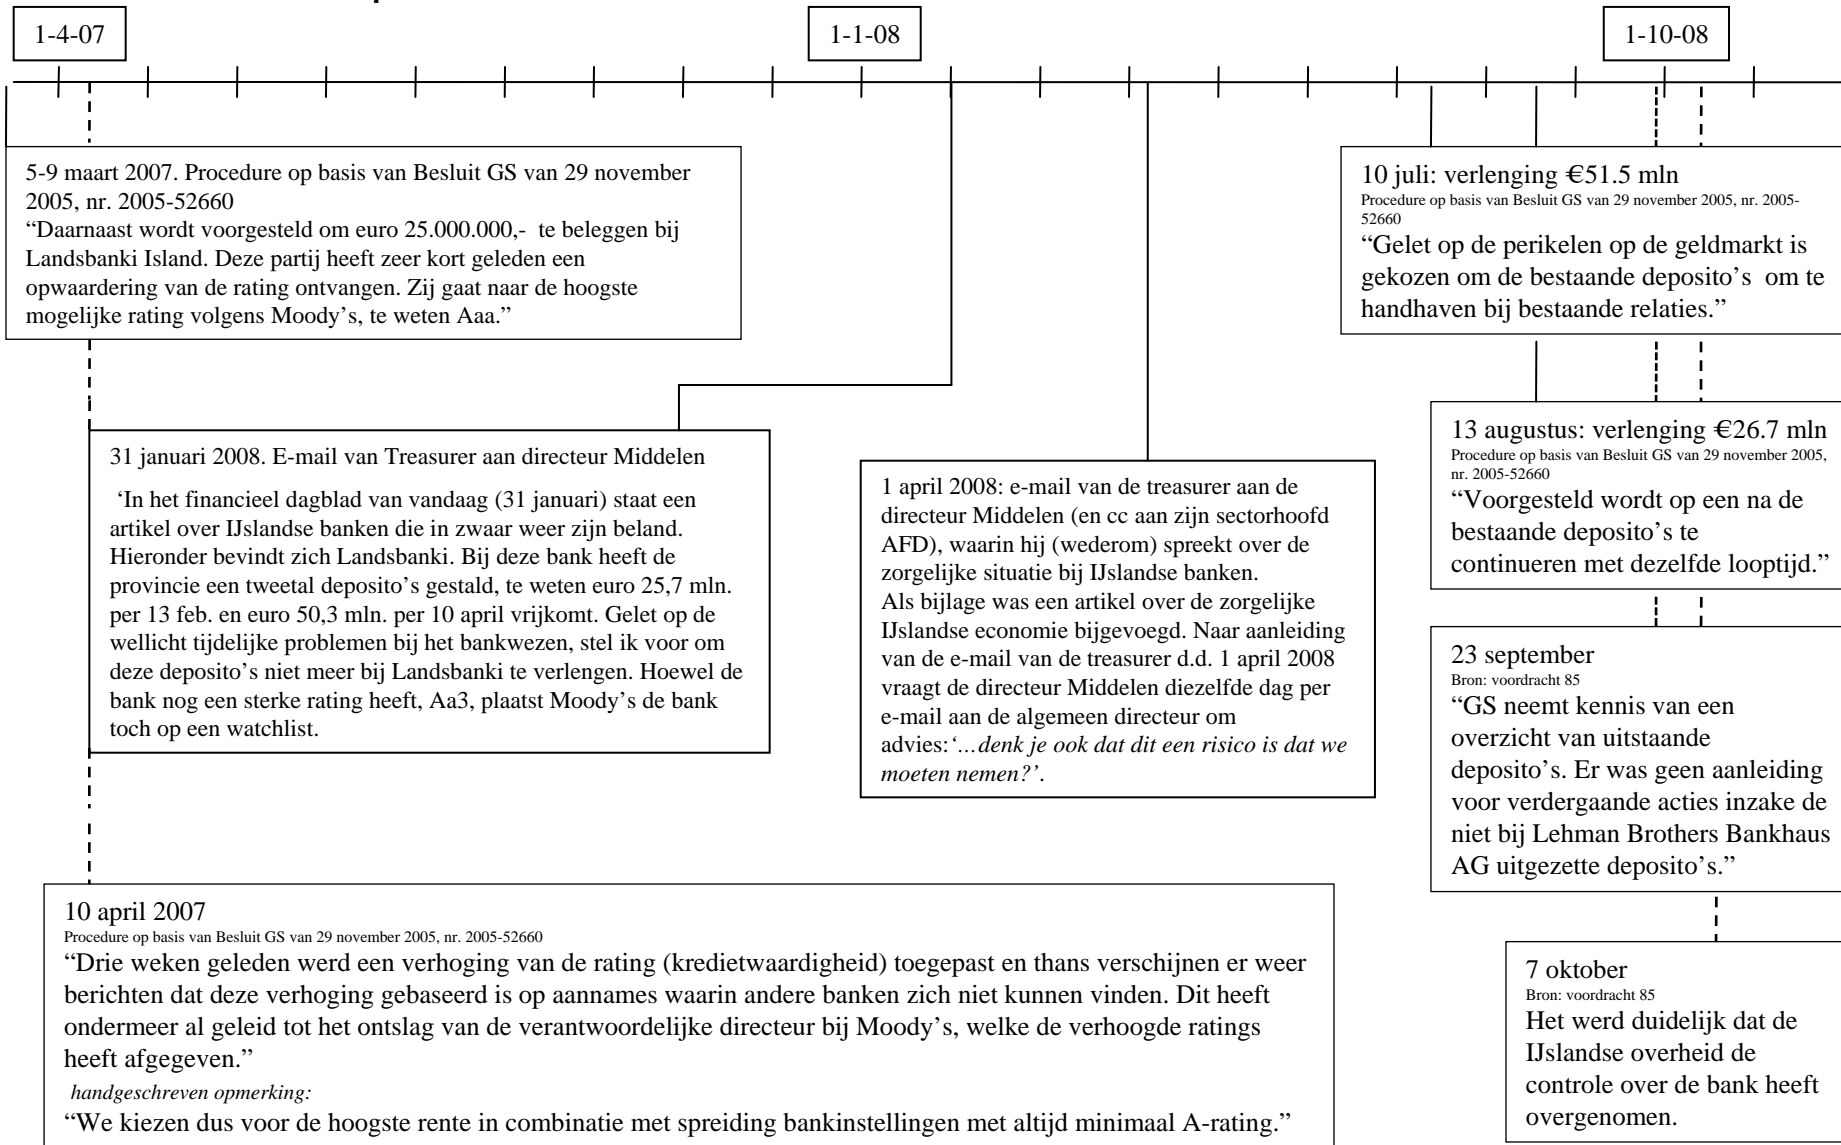 1-4-07
1-1-08
1-10-08
5-9 maart 2007. Procedure op basis van Besluit GS van 29 november
2005, nr. 2005-52660
“Daarnaast wordt voorgesteld om euro 25.000.000,-  te beleggen bij
Landsbanki Island. Deze partij heeft zeer kort geleden een
opwaardering van de rating ontvangen. Zij gaat naar de hoogste
mogelijke rating volgens Moody’s, te weten Aaa.”
10 juli: verlenging €51.5 mln
Procedure op basis van Besluit GS van 29 november 2005, nr. 2005-
52660
“Gelet op de perikelen op de geldmarkt is
gekozen om de bestaande deposito’s  om te
handhaven bij bestaande relaties.”
31 januari 2008. E-mail van Treasurer aan directeur Middelen
‘In het financieel dagblad van vandaag (31 januari) staat een
artikel over IJslandse banken die in zwaar weer zijn beland.
Hieronder bevindt zich Landsbanki. Bij deze bank heeft de
provincie een tweetal deposito’s gestald, te weten euro 25,7 mln.
per 13 feb. en euro 50,3 mln. per 10 april vrijkomt. Gelet op de
wellicht tijdelijke problemen bij het bankwezen, stel ik voor om
deze deposito’s niet meer bij Landsbanki te verlengen. Hoewel de
bank nog een sterke rating heeft, Aa3, plaatst Moody’s de bank
toch op een watchlist.
1 april 2008: e-mail van de treasurer aan de
directeur Middelen (en cc aan zijn sectorhoofd
AFD), waarin hij (wederom) spreekt over de
zorgelijke situatie bij IJslandse banken.
Als bijlage was een artikel over de zorgelijke
IJslandse economie bijgevoegd. Naar aanleiding
van de e-mail van de treasurer d.d. 1 april 2008
vraagt de directeur Middelen diezelfde dag per
e-mail aan de algemeen directeur om
advies:‘...denk je ook dat dit een risico is dat we
moeten nemen?’.
13 augustus: verlenging €26.7 mln
Procedure op basis van Besluit GS van 29 november 2005,
nr. 2005-52660
“Voorgesteld wordt op een na de
bestaande deposito’s te
continueren met dezelfde looptijd.”
23 september
Bron: voordracht 85
“GS neemt kennis van een
overzicht van uitstaande
deposito’s. Er was geen aanleiding
voor verdergaande acties inzake de
niet bij Lehman Brothers Bankhaus
AG uitgezette deposito’s.”
10 april 2007
Procedure op basis van Besluit GS van 29 november 2005, nr. 2005-52660
“Drie weken geleden werd een verhoging van de rating (kredietwaardigheid) toegepast en thans verschijnen er weer
berichten dat deze verhoging gebaseerd is op aannames waarin andere banken zich niet kunnen vinden. Dit heeft
ondermeer al geleid tot het ontslag van de verantwoordelijke directeur bij Moody’s, welke de verhoogde ratings
heeft afgegeven.”
handgeschreven opmerking:
“We kiezen dus voor de hoogste rente in combinatie met spreiding bankinstellingen met altijd minimaal A-rating.”
7 oktober
Bron: voordracht 85
Het werd duidelijk dat de
IJslandse overheid de
controle over de bank heeft
overgenomen.